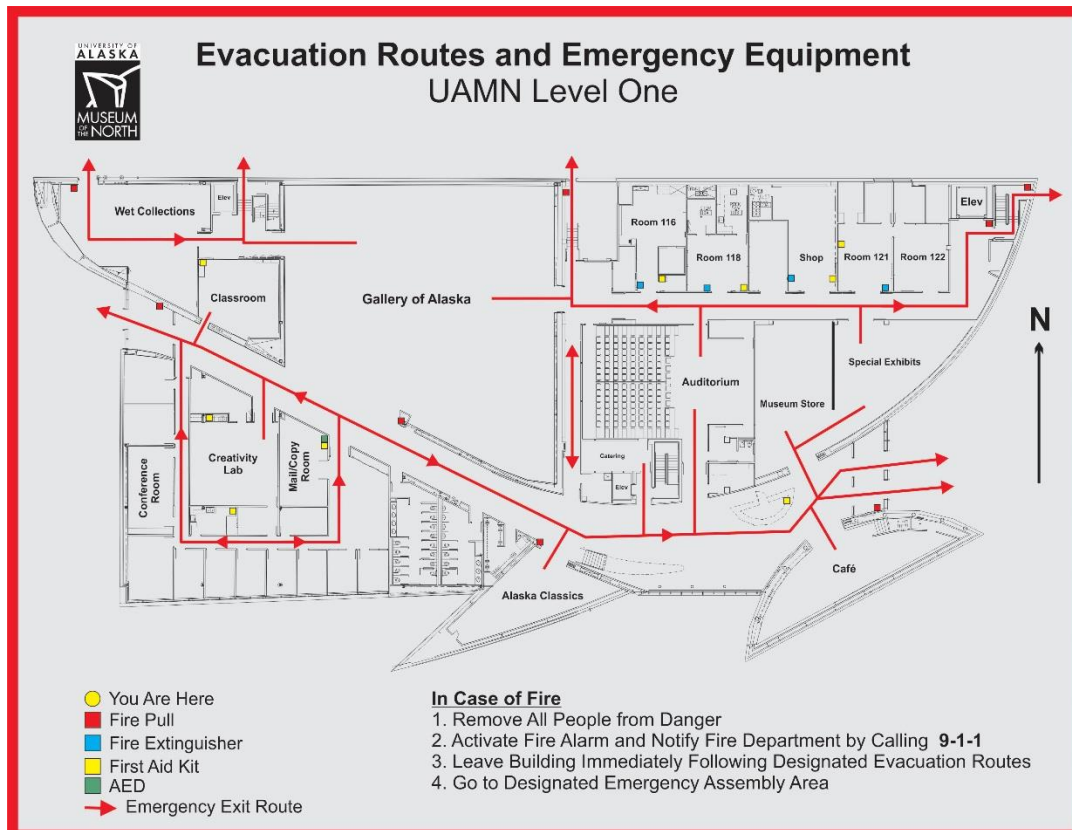 UNIVERSITY OF
ALASKA
MUSEUM
OF THE NORTH
Evacuation Routes and Emergency Equipment
UAMN Level One
Wet Collections
Elev
Room 116
Room 118
Shop
Room 121
Room 122
Elev
Classroom
Gallery of Alaska
N
Special Exhibits
Auditorium
Museum Store
Catering
Elev
Conference
Room
Creativity
Lab
Mail/Copy
Room
Café
Alaska Classics
You Are Here
Fire Pull
Fire Extinguisher
First Aid Kit
AED
Emergency Exit Route
In Case of Fire
1. Remove All People from Danger
2. Activate Fire Alarm and Notify Fire Department by Calling 9-1-1
3. Leave Building Immediately Following Designated Evacuation Routes
4. Go to Designated Emergency Assembly Area